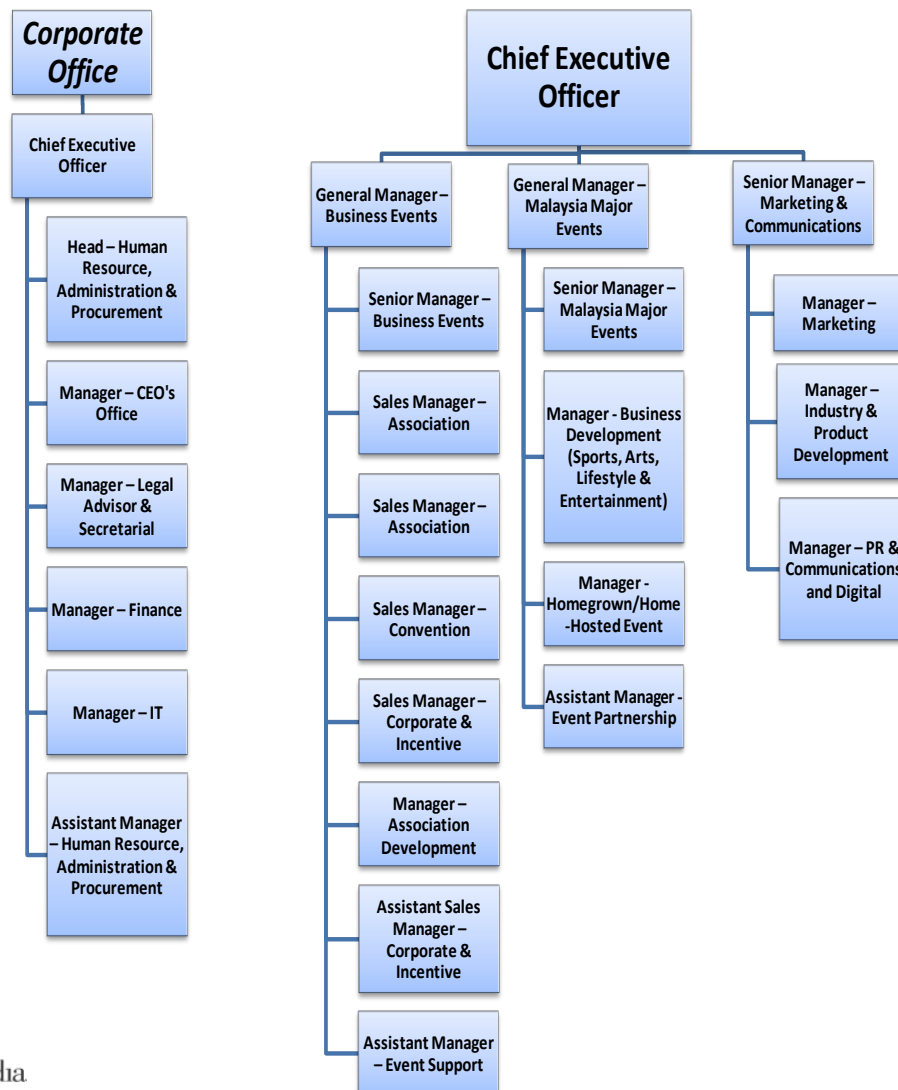 Corporate
Office
Chief Executive
Officer
Head – Human
Resource,
Administration &
Procurement
Manager – CEO's
Office
Manager – Legal
Advisor &
Secretarial
Manager – Finance
Manager – IT
Assistant Manager
– Human Resource,
Administration &
Procurement
Chief Executive
Officer
General Manager –
Business Events
Senior Manager –
Business Events
Sales Manager –
Association
Sales Manager –
Association
Sales Manager –
Convention
Sales Manager –
Corporate &
Incentive
Manager –
Association
Development
Assistant Sales
Manager –
Corporate &
Incentive
Assistant Manager
– Event Support
General Manager –
Malaysia Major
Events
Senior Manager –
Malaysia Major
Events
Manager - Business
Development
(Sports, Arts,
Lifestyle &
Entertainment)
Manager -
Homegrown/Home
-Hosted Event
Assistant Manager -
Event Partnership
Senior Manager –
Marketing &
Communications
Manager –
Marketing
Manager –
Industry &
Product
Development
Manager – PR &
Communications
and Digital